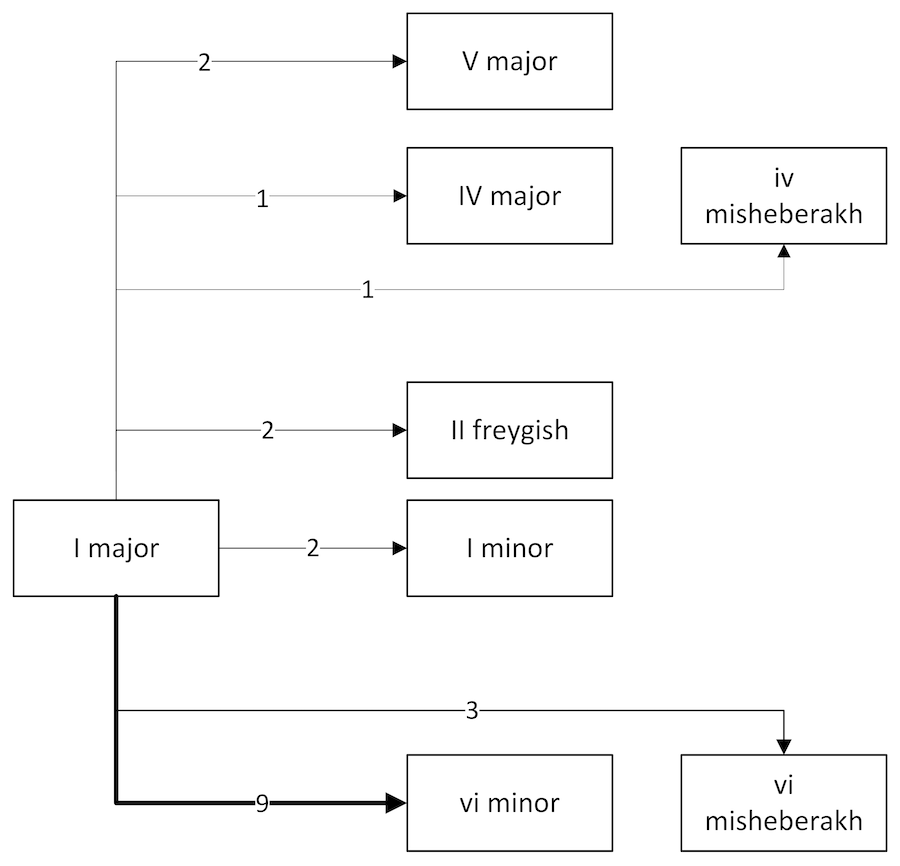 2
V major
1
IV major
iv
misheberakh
1
2
II freygish
I major
2
I minor
3
9
vi minor
vi
misheberakh